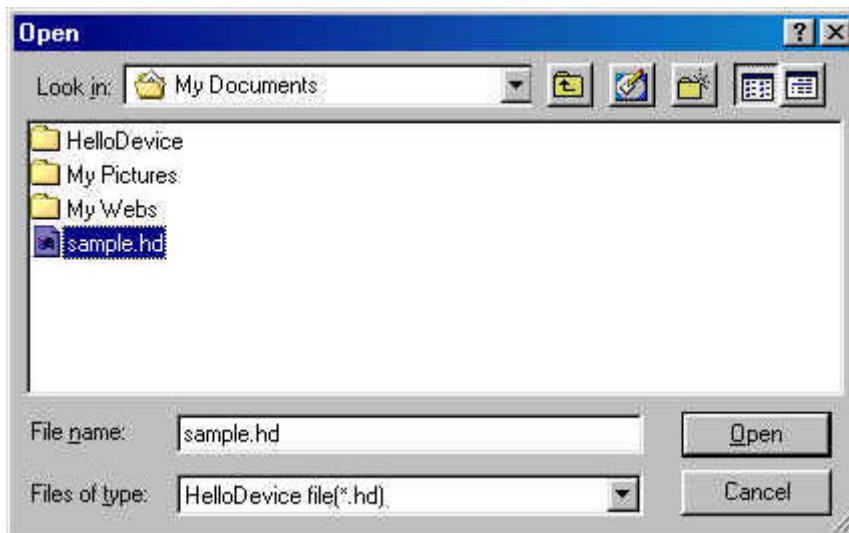 Open
Look in: My Documents
HelloDevice
My Pictures
My Webs
sample.hd
File name: sample.hd Open
Files of type: HelloDevice file(*.hd) Cancel